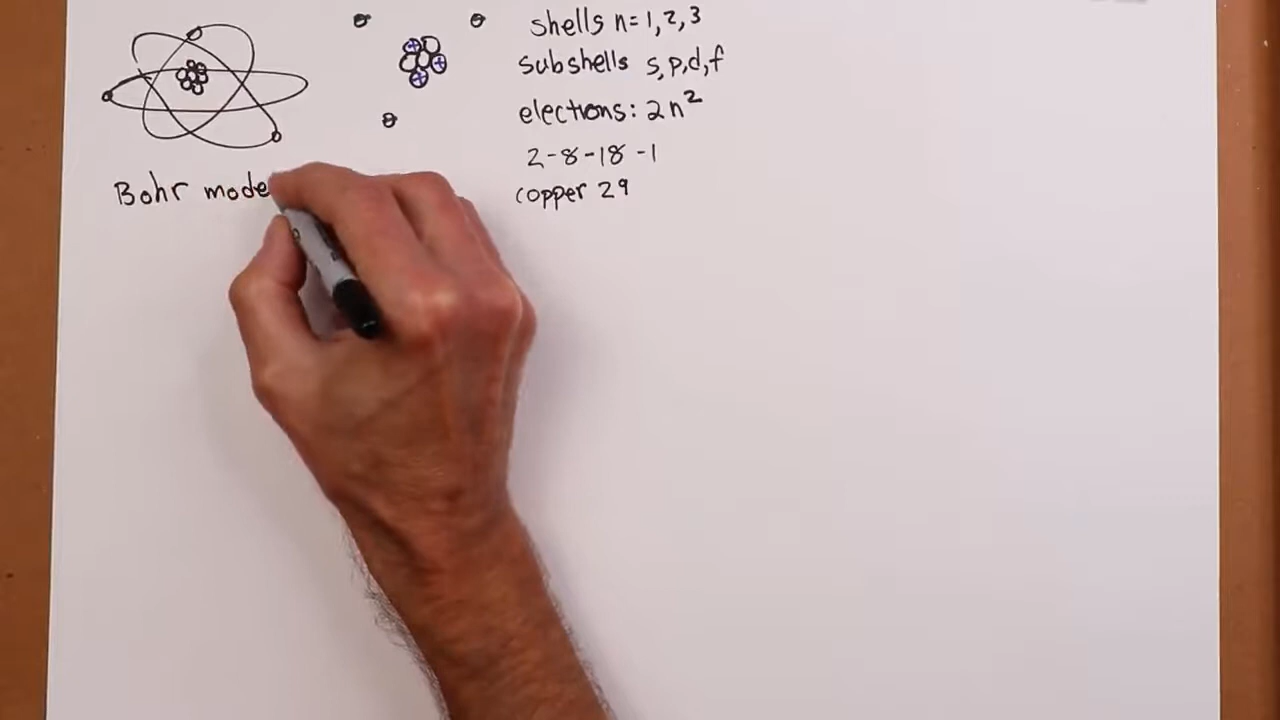 shells n=1,2,3
subshells s,p,d,f
elections: 2n²
2-8-18-1
copper 29
Bohr mode